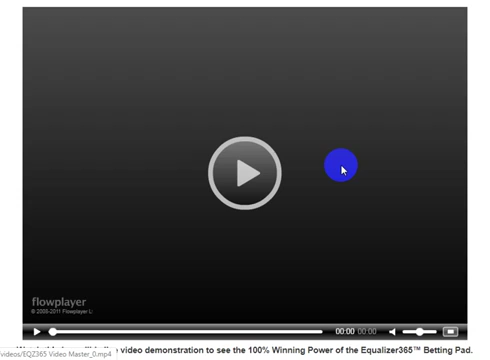 flowplayer
© 2008-2011 Flowplayer L
00:00 00:00
/videos/EQZ365 Video Master_0.mp4
video demonstration to see the 100% Winning Power of the Equalizer365™ Betting Pad.